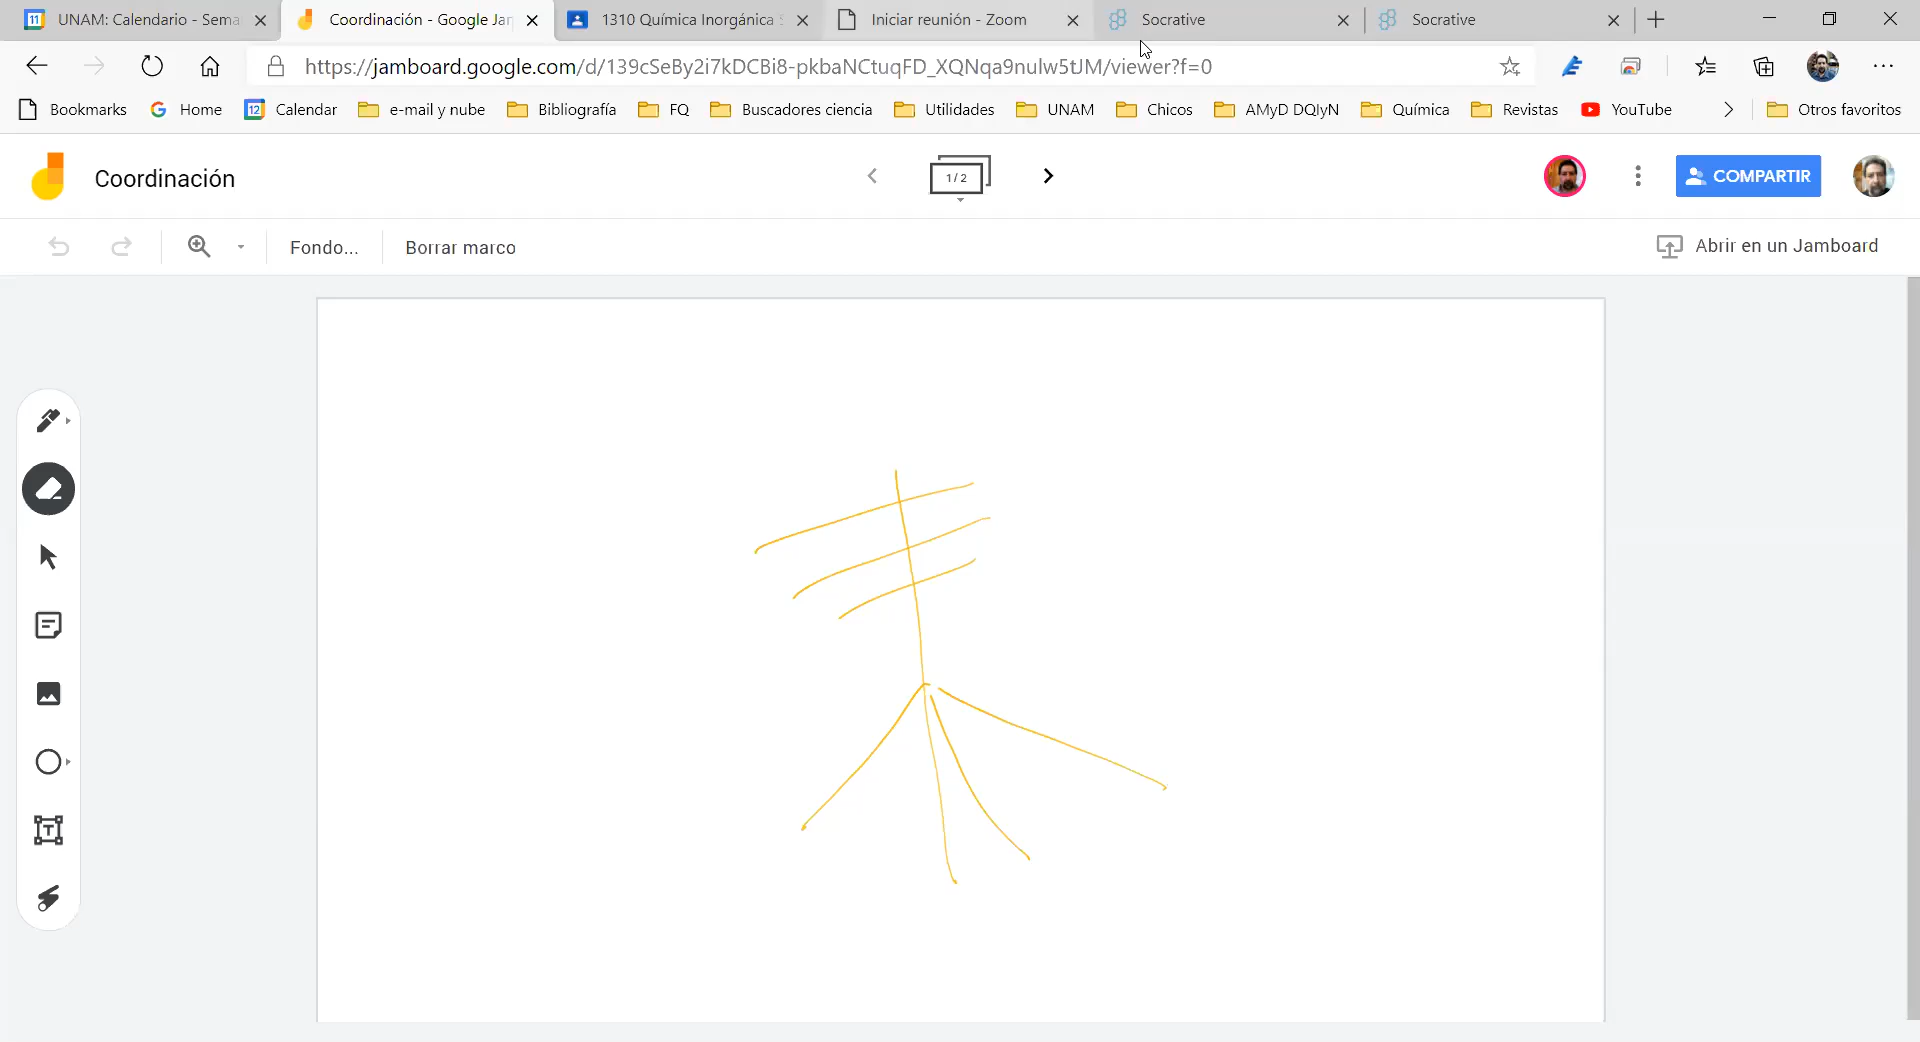 UNAM: Calendario - Sema
Coordinación - Google Jar
1310 Química Inorgánica
Iniciar reunión - Zoom
Socrative
Socrative
https://jamboard.google.com/d/139cSeBy2i7kDCBi8-pkbaNCtuqFD_XQNqa9nulw5tJM/viewer?f=0
Bookmarks
Home
Calendar
e-mail y nube
Bibliografía
FQ
Buscadores ciencia
Utilidades
UNAM
Chicos
AMyD DQIyN
Química
Revistas
YouTube
Otros favoritos
Coordinación
1/2
COMPARTIR
Fondo...
Borrar marco
Abrir en un Jamboard